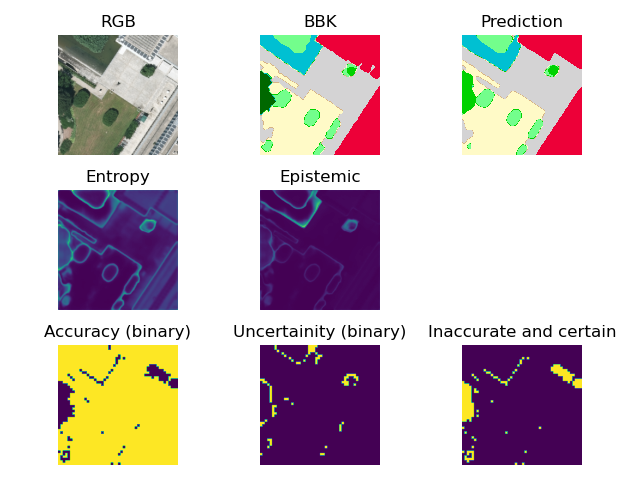 RGB
BBK
Prediction
Entropy
Epistemic
Accuracy (binary)
Uncertainity (binary)
Inaccurate and certain